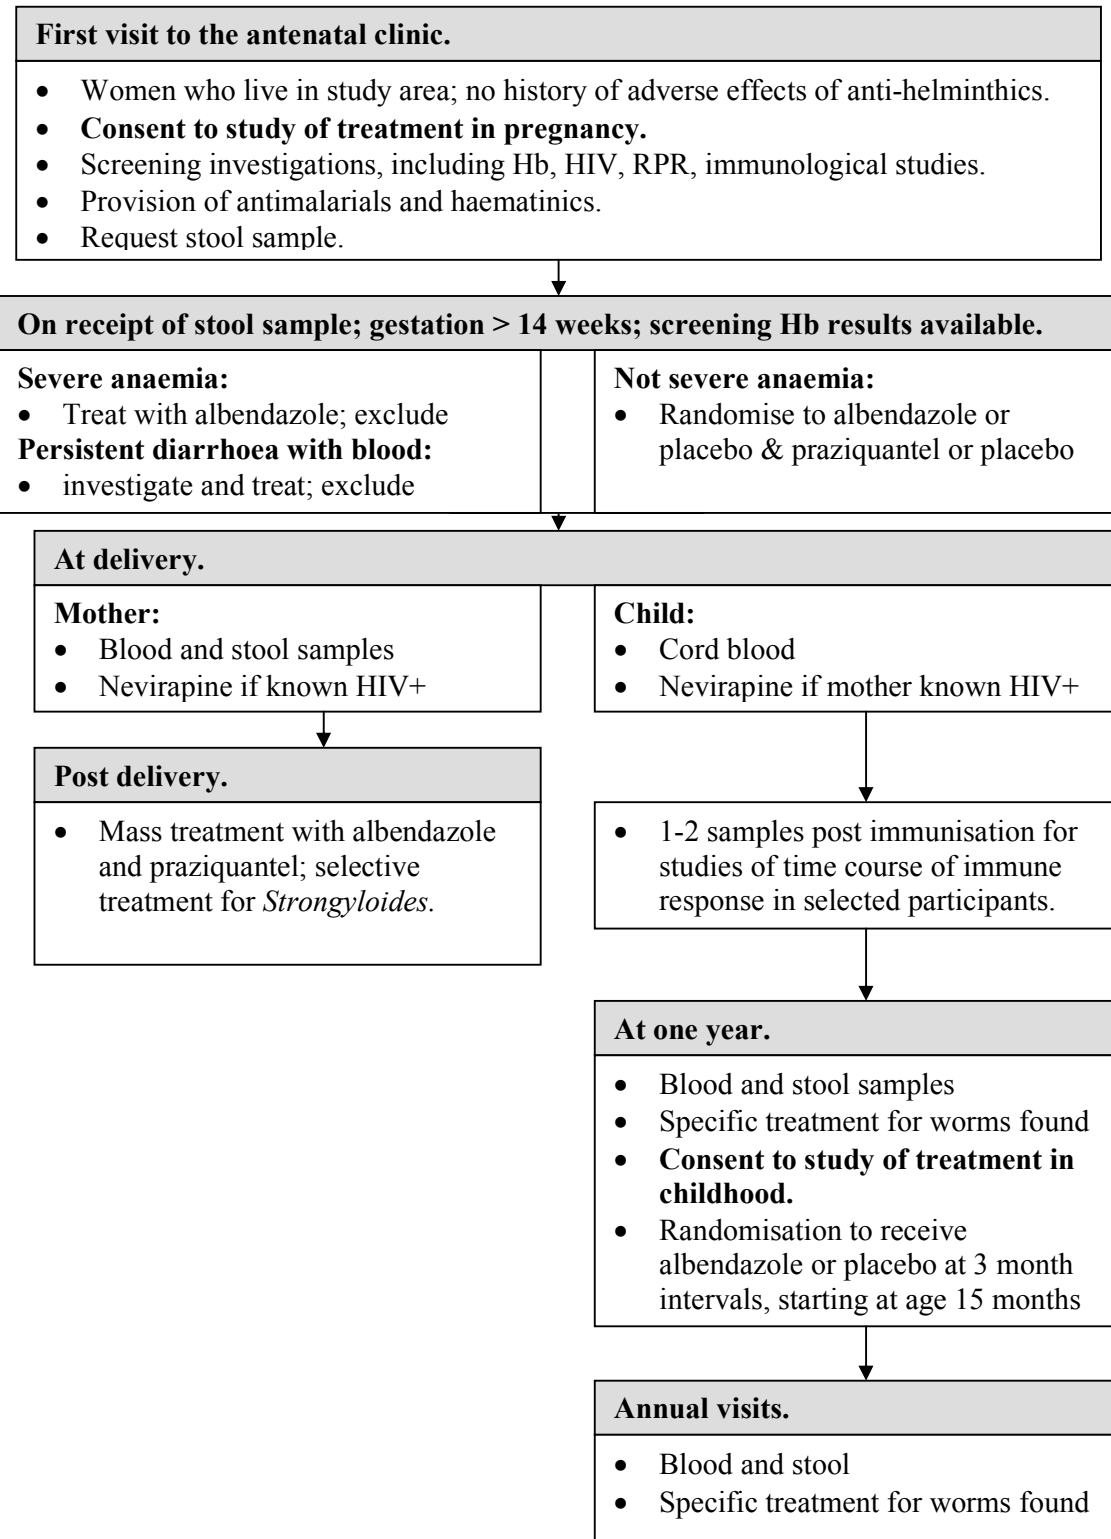 First visit to the antenatal clinic.
• Women who live in study area; no history of adverse effects of anti-helminthics.
• Consent to study of treatment in pregnancy.
• Screening investigations, including Hb, HIV, RPR, immunological studies.
• Provision of antimalarials and haematinics.
• Request stool sample.
On receipt of stool sample; gestation > 14 weeks; screening Hb results available.
Severe anaemia:
• Treat with albendazole; exclude
Persistent diarrhoea with blood:
• investigate and treat; exclude
Not severe anaemia:
• Randomise to albendazole or
placebo & praziquantel or placebo
At delivery.
Mother:
• Blood and stool samples
• Nevirapine if known HIV+
Child:
• Cord blood
• Nevirapine if mother known HIV+
Post delivery.
• Mass treatment with albendazole
and praziquantel; selective
treatment for Strongyloides.
• 1-2 samples post immunisation for
studies of time course of immune
response in selected participants.
At one year.
• Blood and stool samples
• Specific treatment for worms found
• Consent to study of treatment in
childhood.
• Randomisation to receive
albendazole or placebo at 3 month
intervals, starting at age 15 months
Annual visits.
• Blood and stool
• Specific treatment for worms found